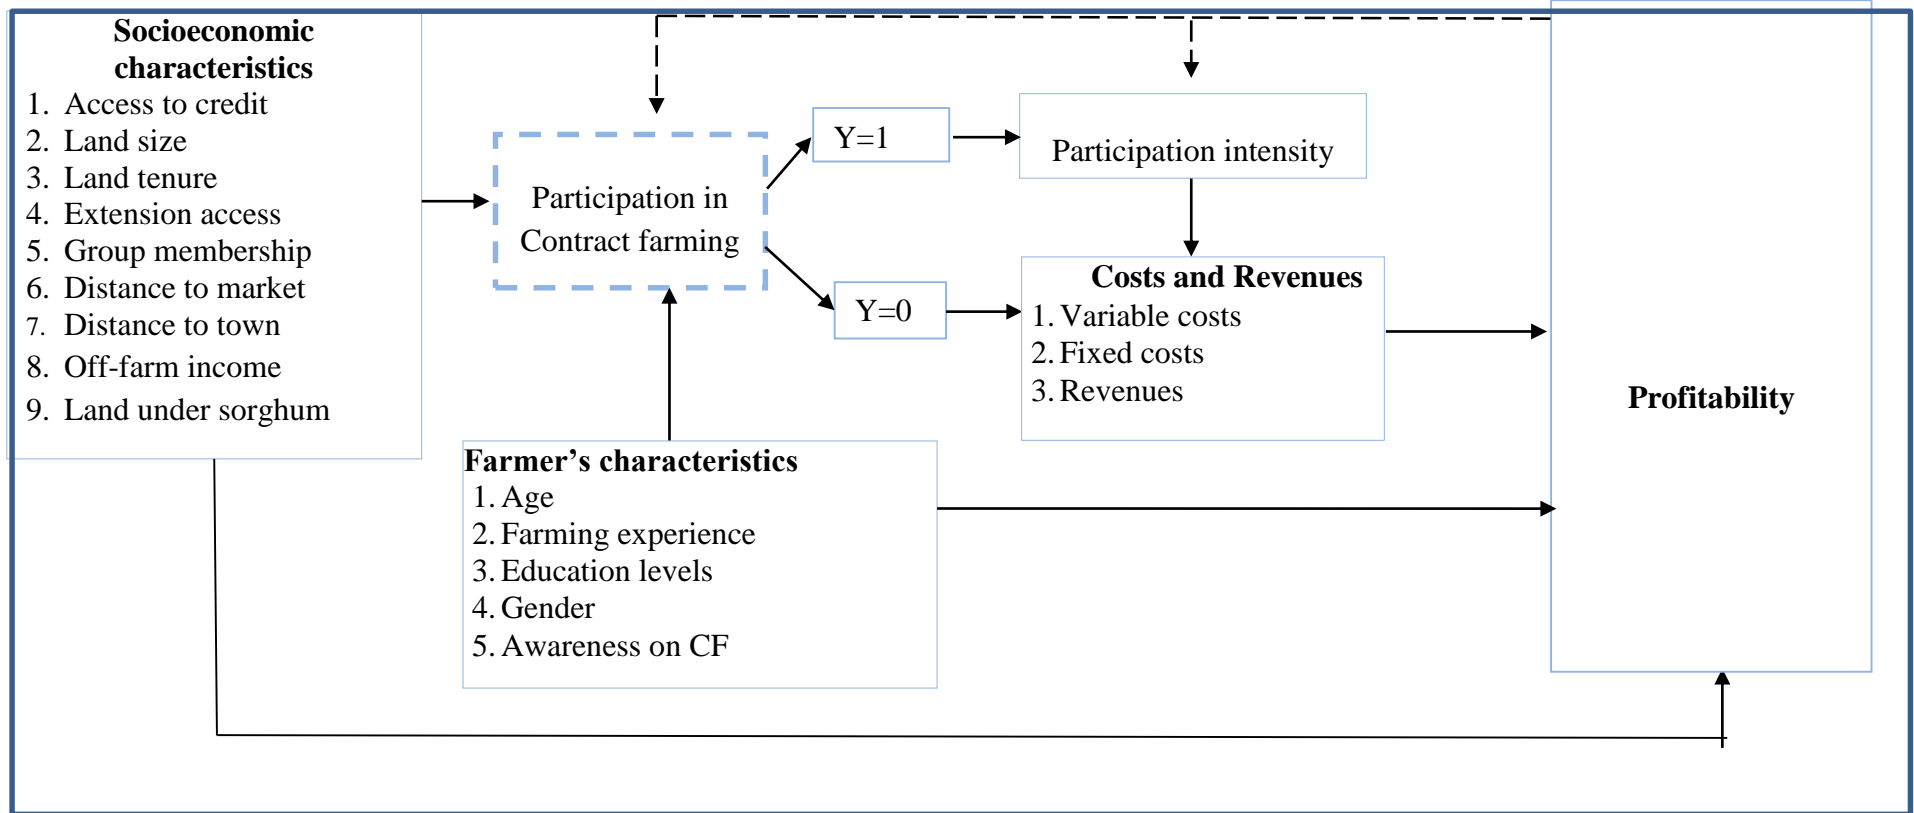 Socioeconomic
characteristics
1. Access to credit
2. Land size
3. Land tenure
4. Extension access
5. Group membership
6. Distance to market
7. Distance to town
8. Off-farm income
9. Land under sorghum
Participation in
Contract farming
Y=1
Y=0
Participation intensity
Costs and Revenues
1. Variable costs
2. Fixed costs
3. Revenues
Farmer’s characteristics
1. Age
2. Farming experience
3. Education levels
4. Gender
5. Awareness on CF
Profitability